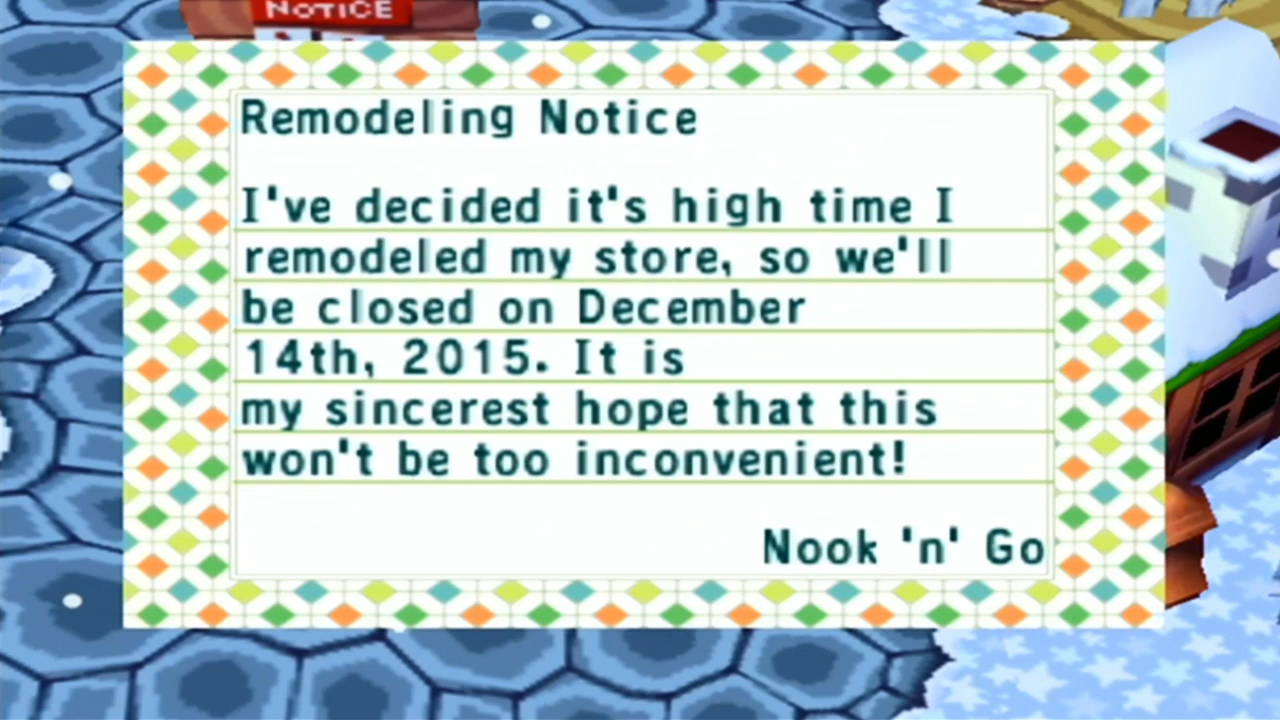 NOTICE
Remodeling Notice
I've decided it's high time I
remodeled my store, so we'll
be closed on December
14th, 2015. It is
my sincerest hope that this
won't be too inconvenient!
Nook 'n' Go